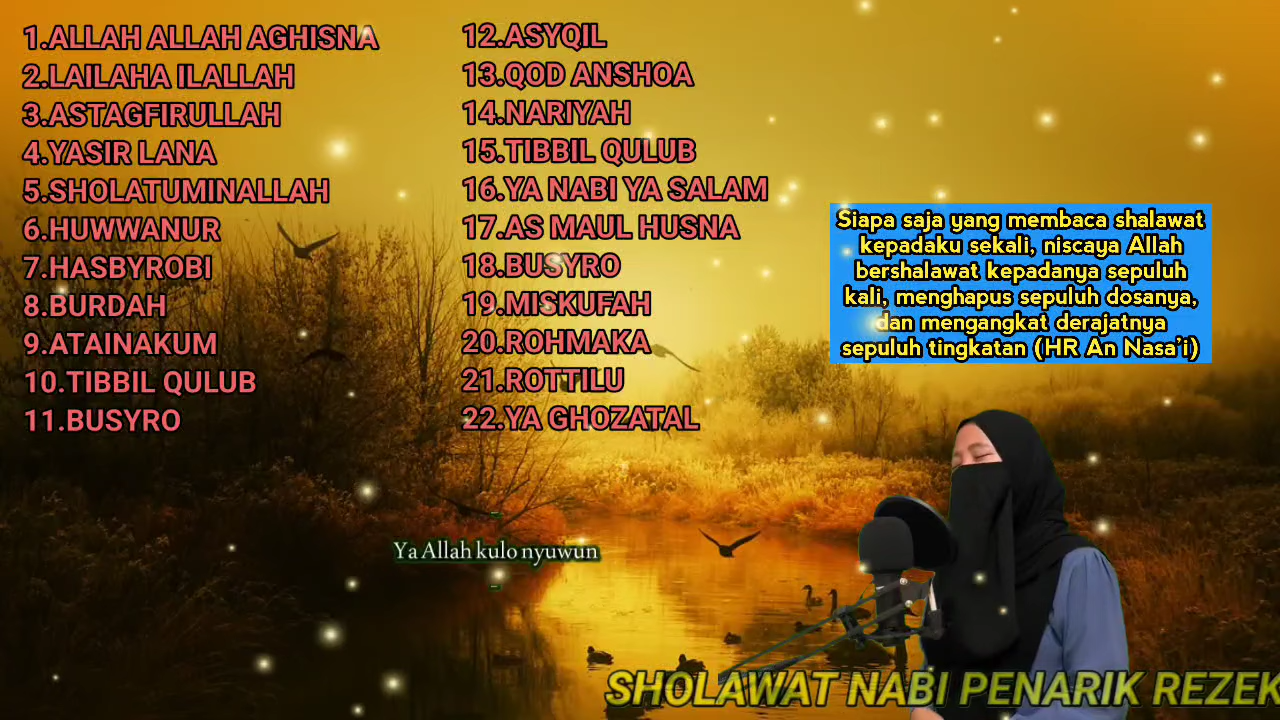 1.ALLAH ALLAH AGHISNA
2.LAILAHA ILALLAH
3.ASTAGFIRULLAH
4.YASIR LANA
5.SHOLATUMINALLAH
6.HUWWANUR
7.HASBYROBI
8.BURDAH
9.ATAINAKUM
10.TIBBIL QULUB
11.BUSYRO
12.ASYQIL
13.QOD ANSHOA
14.NARIYAH
15.TIBBIL QULUB
16.YA NABI YA SALAM
17.AS MAUL HUSNA
18.BUSYRO
19.MISKUFAH
20.ROHMAKA
21.ROTTILU
22.YA GHOZATAL
Siapa saja yang membaca shalawat
kepadaku sekali, niscaya Allah
bershalawat kepadanya sepuluh
kali, menghapus sepuluh dosanya,
dan mengangkat derajatnya
sepuluh tingkatan (HR An Nasa'i)
Ya Allah kulo nyuwun
SHOLAWAT NABI PENARIK REZEK